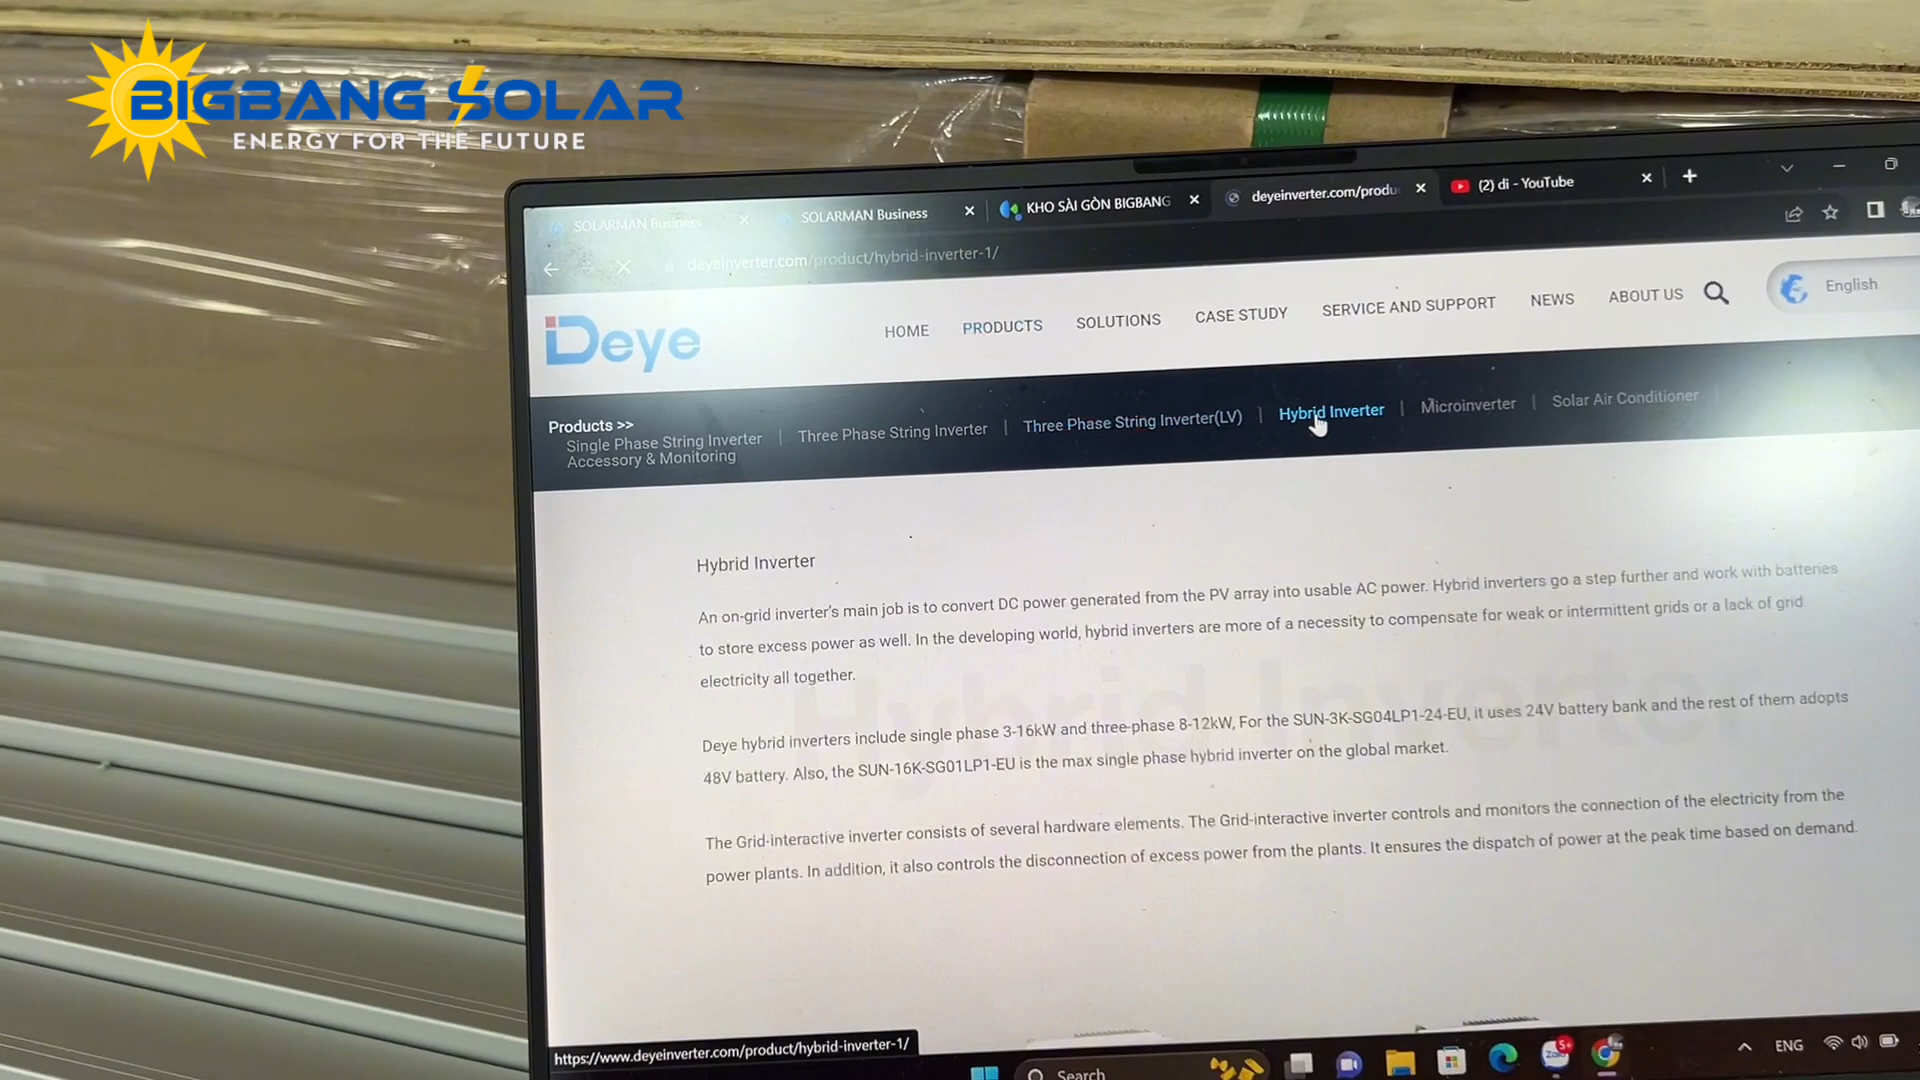 BIGBANG SOLAR
ENERGY FOR THE FUTURE
SOLARMAN Business
SOLARMAN Business
KHO SÀI GÒN BIGBANG
deyeinverter.com/produ
(2) di - YouTube
deyeinverter.com/product/hybrid-inverter-1/
Deye
HOME
PRODUCTS
SOLUTIONS
CASE STUDY
SERVICE AND SUPPORT
NEWS
ABOUT US
English
Products >>
Single Phase String Inverter | Three Phase String Inverter | Three Phase String Inverter(LV) | Hybrid Inverter | Microinverter | Solar Air Conditioner |
Accessory & Monitoring
Hybrid Inverter
Hybrid Inverter
An on-grid inverter's main job is to convert DC power generated from the PV array into usable AC power. Hybrid inverters go a step further and work with batteries
to store excess power as well. In the developing world, hybrid inverters are more of a necessity to compensate for weak or intermittent grids or a lack of grid
electricity all together.
Deye hybrid inverters include single phase 3-16kW and three-phase 8-12kW, For the SUN-3K-SG04LP1-24-EU, it uses 24V battery bank and the rest of them adopts
48V battery. Also, the SUN-16K-SG01LP1-EU is the max single phase hybrid inverter on the global market.
The Grid-interactive inverter consists of several hardware elements. The Grid-interactive inverter controls and monitors the connection of the electricity from the
power plants. In addition, it also controls the disconnection of excess power from the plants. It ensures the dispatch of power at the peak time based on demand.
https://www.deyeinverter.com/product/hybrid-inverter-1/
Search
Zalo
5+
ENG